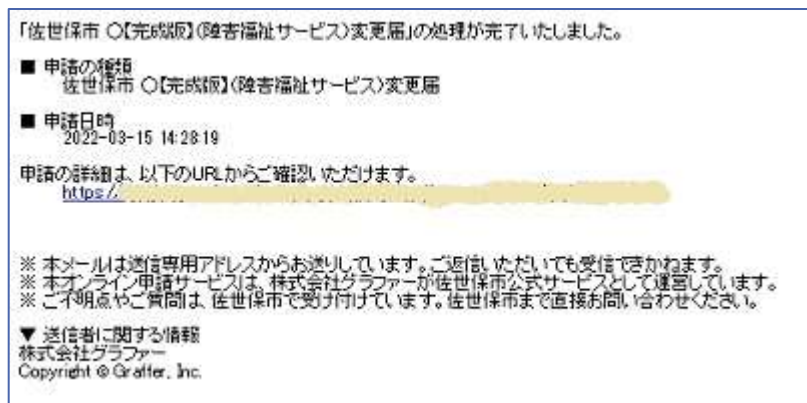 「佐世保市 〇【完成版】（障害福祉サービス）変更届」の処理が完了いたしました。
■ 申請の種類
佐世保市 〇【完成版】（障害福祉サービス）変更届
■ 申請日時
2022-03-15 14:28:19
申請の詳細は、以下のURLからご確認いただけます。
https:/
※ 本メールは送信専用アドレスからお送りしています。ご返信いただいても受信できかねます。
※ 本オンライン申請サービスは、株式会社グラファーが佐世保市公式サービスとして運営しています。
※ ご不明点やご質問は、佐世保市で受け付けています。佐世保市まで直接お問い合わせください。
▼ 送信者に関する情報
株式会社グラファー
Copyright © Graffer, Inc.